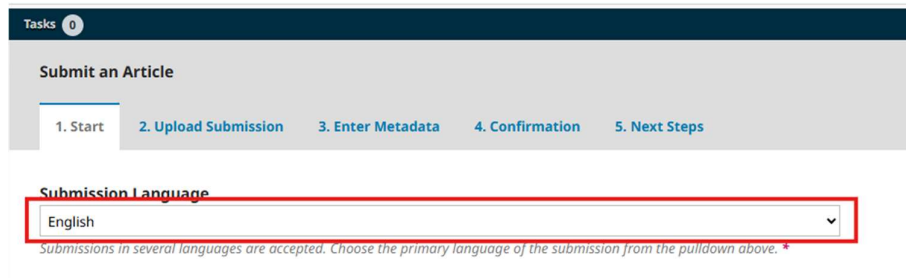 Tasks 0
Submit an Article
1. Start 2. Upload Submission 3. Enter Metadata 4. Confirmation 5. Next Steps
Submission Language
English
Submissions in several languages are accepted. Choose the primary language of the submission from the pulldown above. *